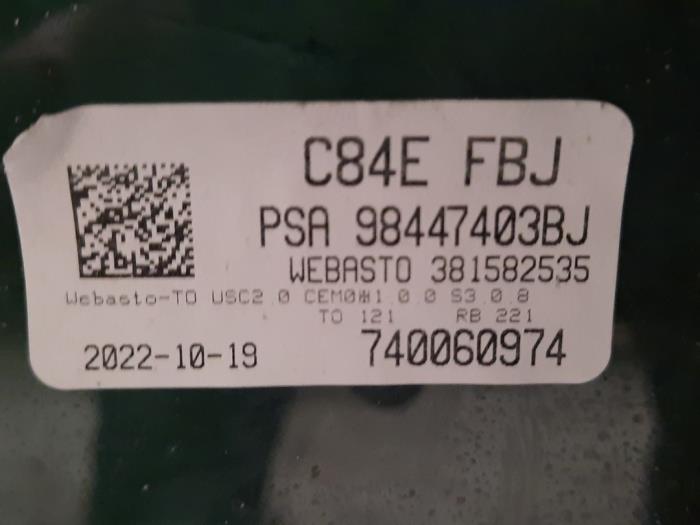 C84E FBJ
PSA 98447403BJ
WEBASTO 381582535
Webasto-TO USC2.0 CEM0#1.0.0 S3.0.8
TO 121 RB 221
2022-10-19 740060974